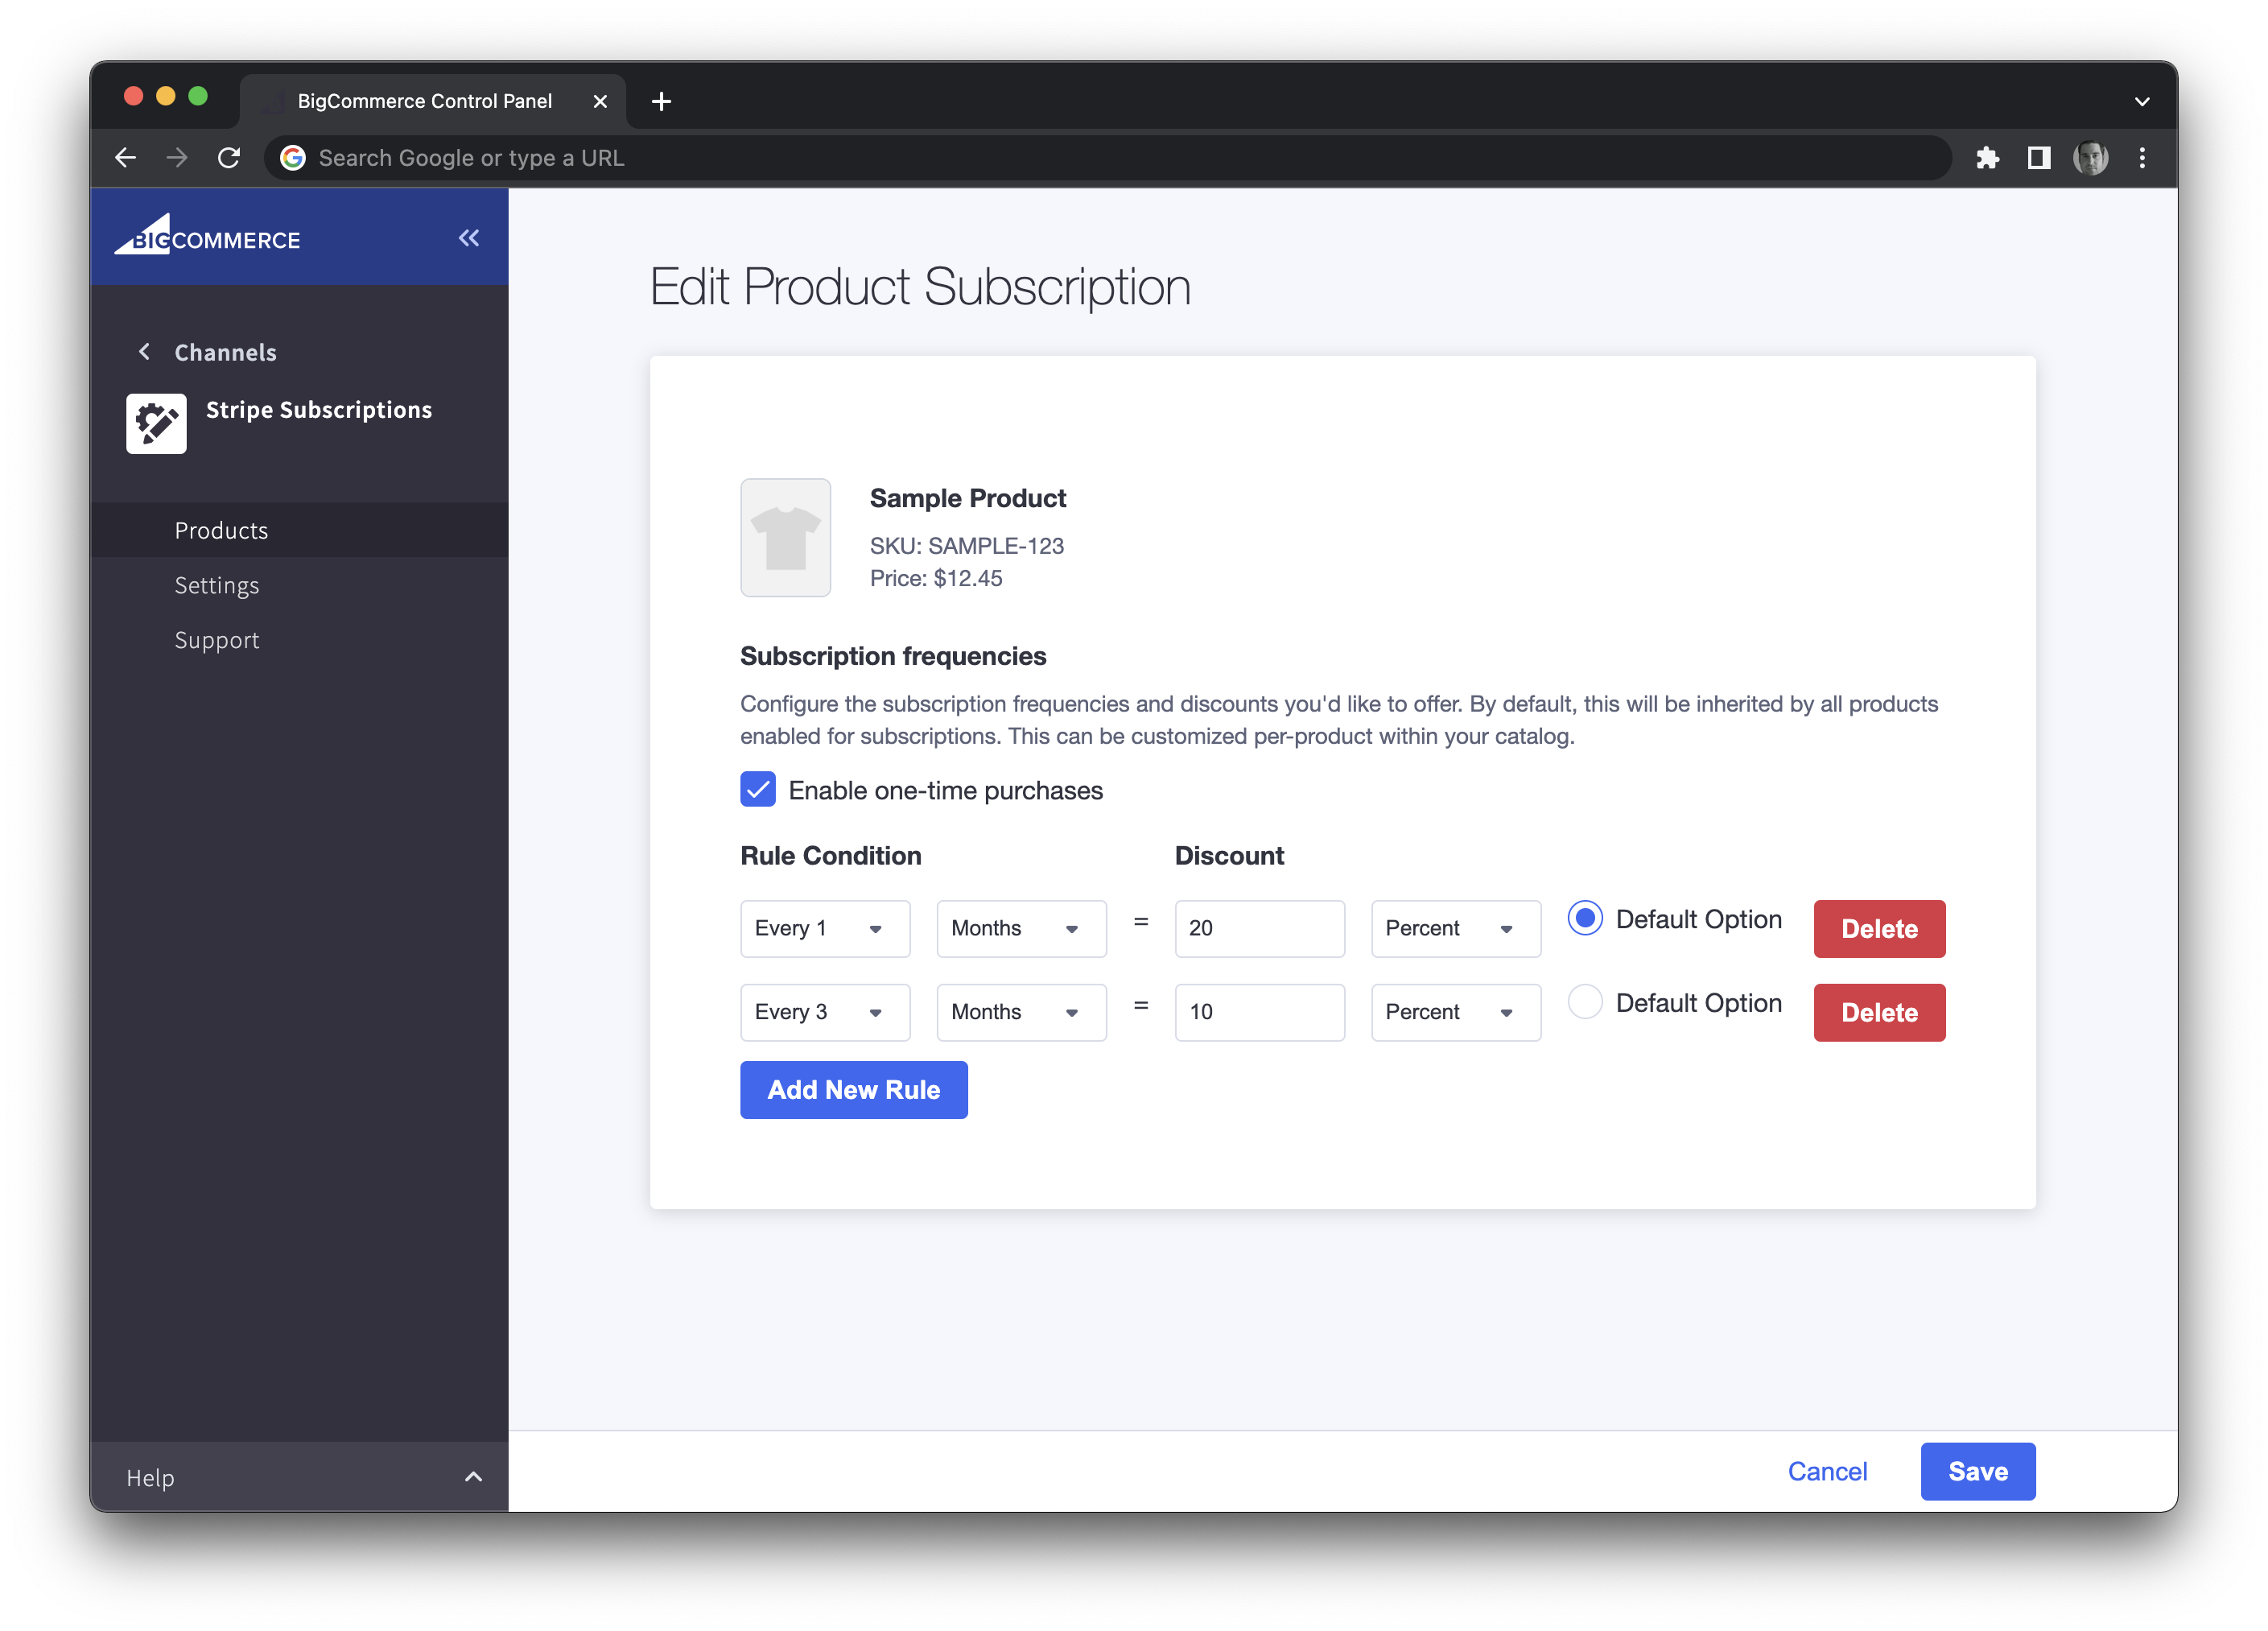 BigCommerce Control Panel
Search Google or type a URL
BIGCOMMERCE
Channels
Stripe Subscriptions
Products
Settings
Support
Help
Edit Product Subscription
Sample Product
SKU: SAMPLE-123
Price: $12.45
Subscription frequencies
Configure the subscription frequencies and discounts you'd like to offer. By default, this will be inherited by all products
enabled for subscriptions. This can be customized per-product within your catalog.
Enable one-time purchases
Rule Condition Discount
Every 1 Months = 20 Percent Default Option Delete
Every 3 Months = 10 Percent Default Option Delete
Add New Rule
Cancel Save